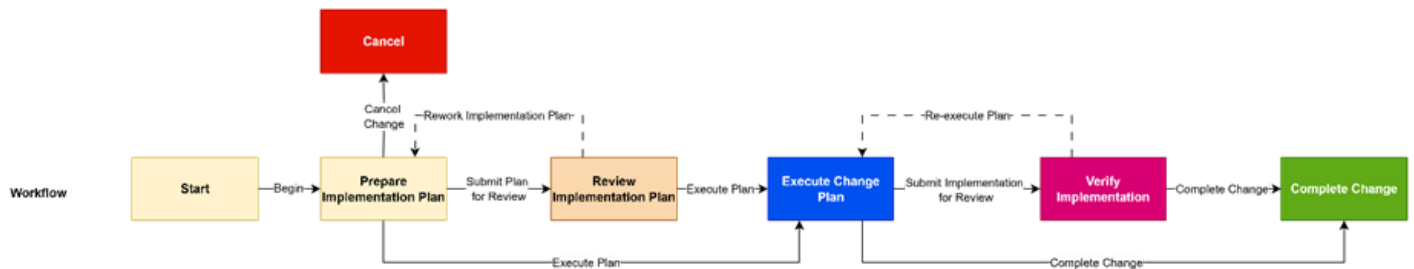 Cancel
Cancel
Change
Rework Implementation Plan
Re-execute Plan
Workflow
Start
Begin
Prepare
Implementation Plan
Submit Plan
for Review
Review
Implementation Plan
Execute Plan
Execute Change
Plan
Submit Implementation
for Review
Verify
Implementation
Complete Change
Complete Change
Execute Plan
Complete Change